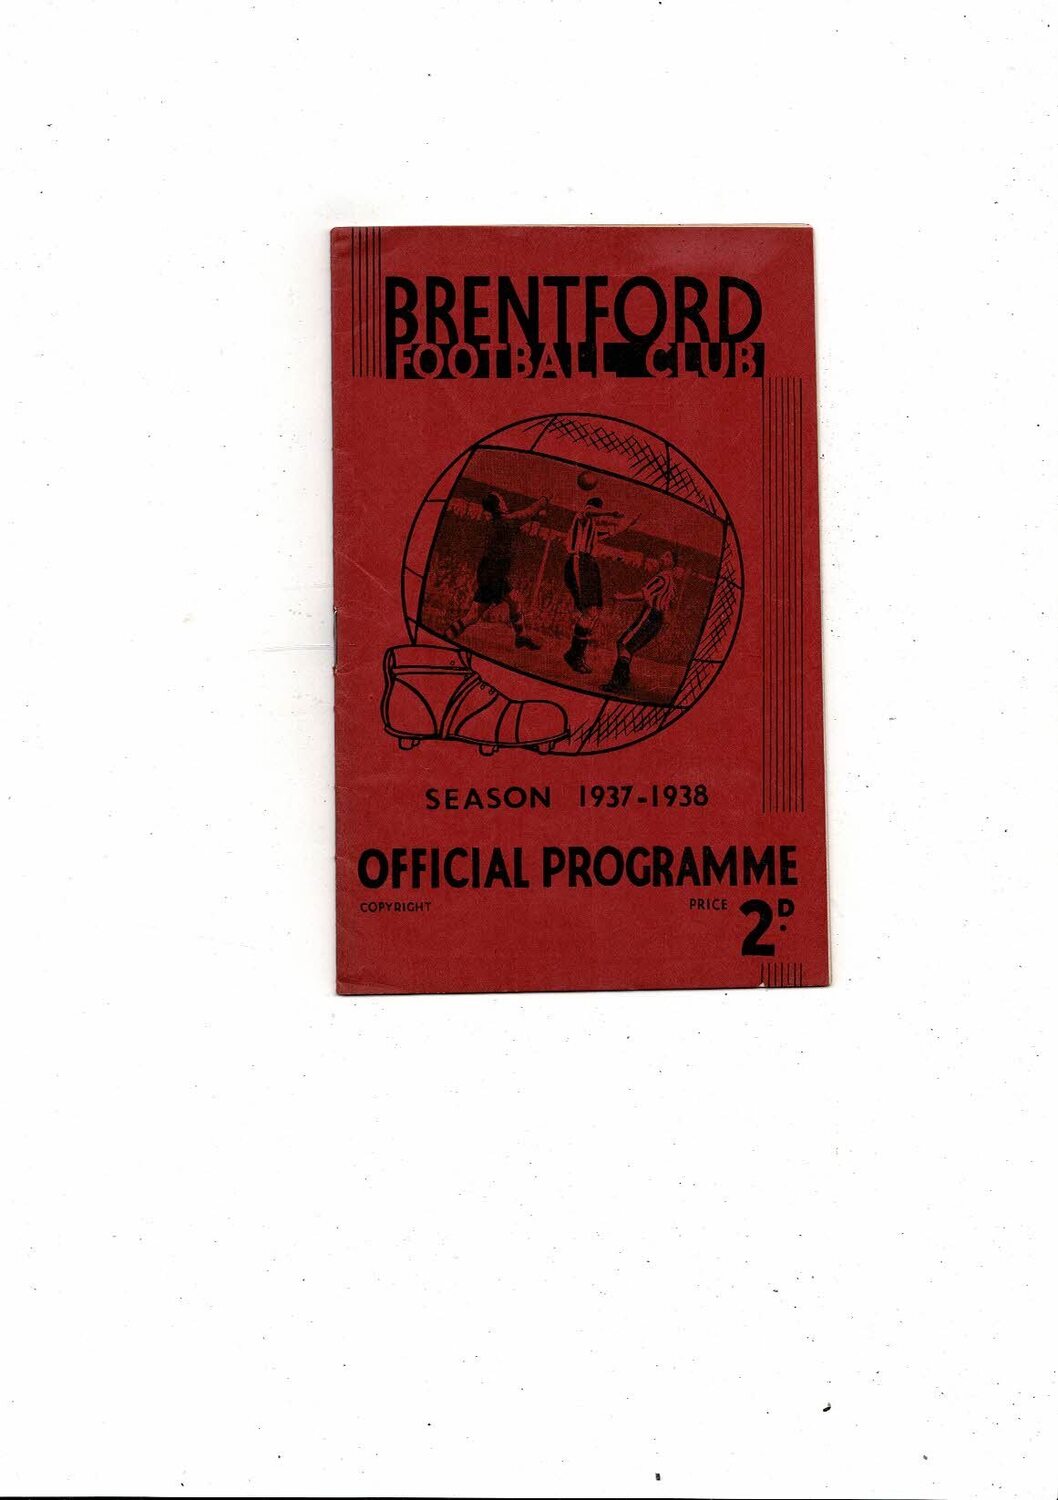 BRENTFORD
FOOTBALL CLUB
SEASON 1937-1938
OFFICIAL PROGRAMME
COPYRIGHT
PRICE 2D.